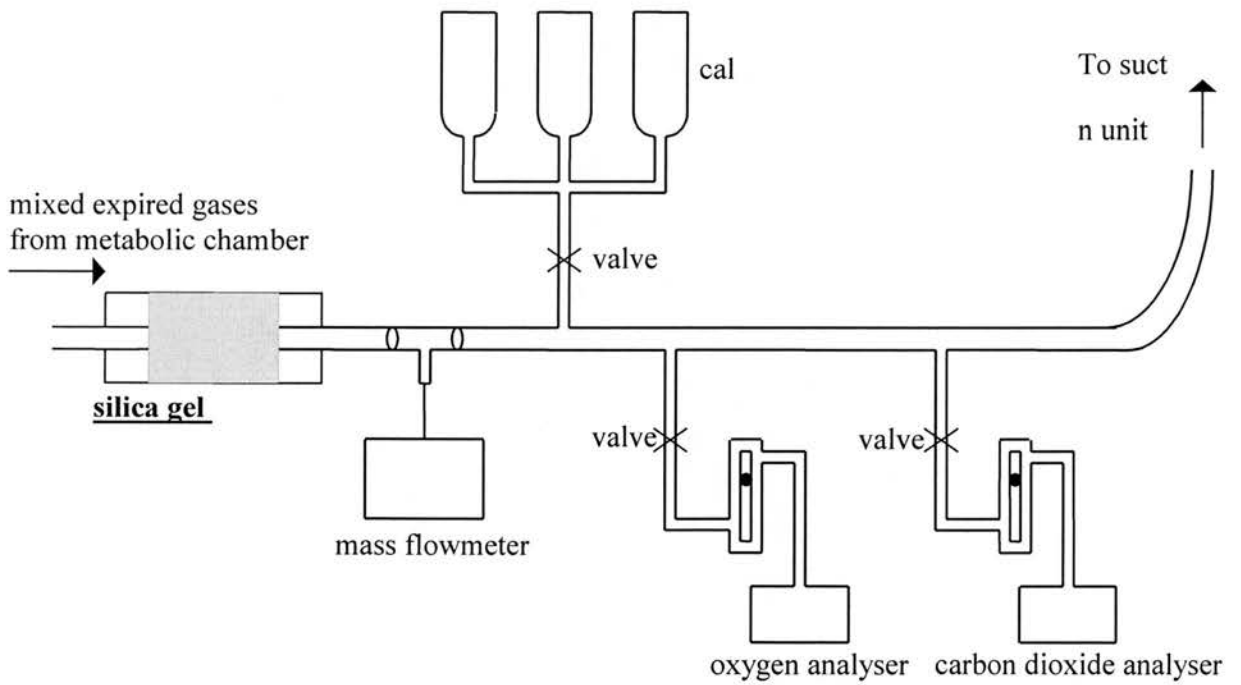 cal
To suct
n unit
mixed expired gases
from metabolic chamber
valve
silica gel
valve
valve
mass flowmeter
oxygen analyser
carbon dioxide analyser